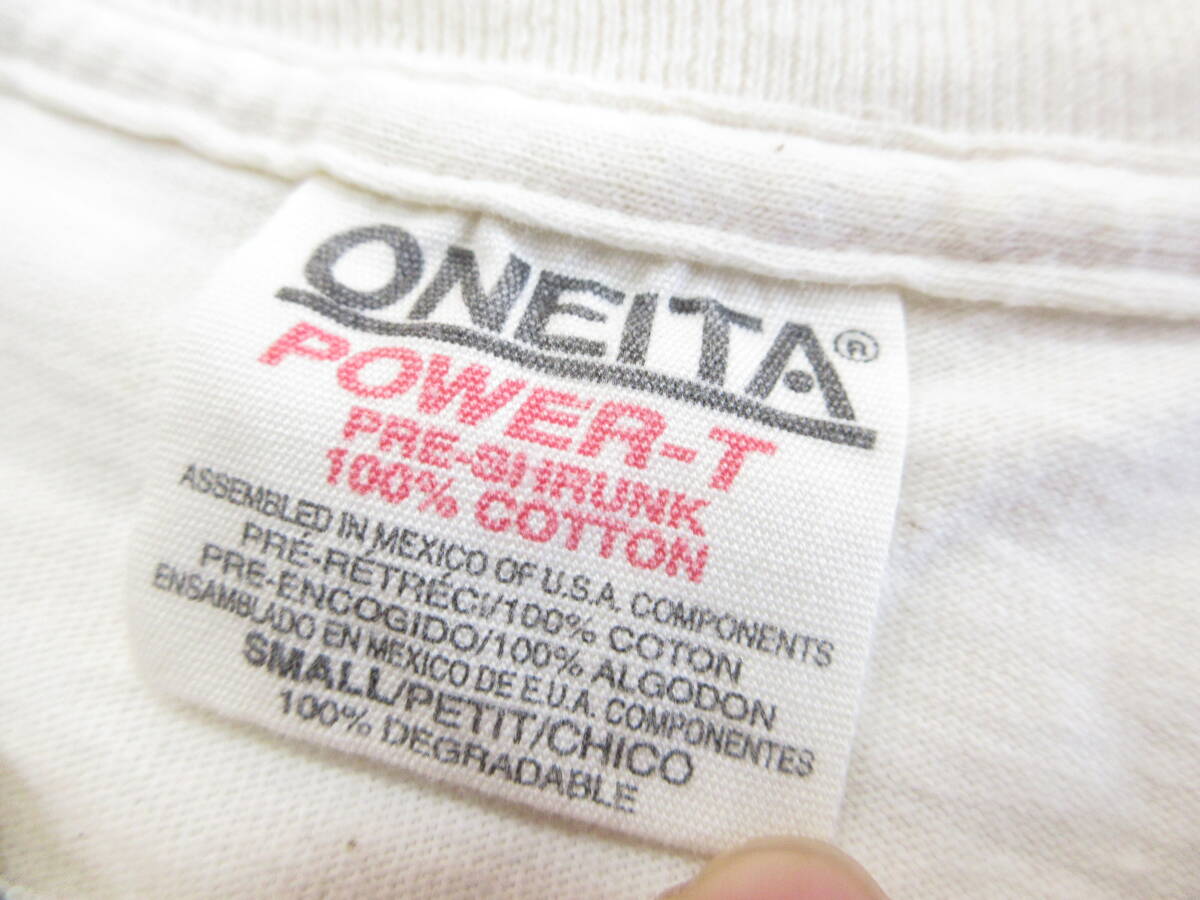 ONEITA®
POWER-T
PRE-SHRUNK
100% COTTON
ASSEMBLED IN MEXICO OF U.S.A. COMPONENTS
PRÉ-RÉTRÉCI/100% COTON
PRE-ENCOGIDO/100% ALGODON
ENSAMBLADO EN MEXICO DE E.U.A. COMPONENTES
SMALL/PETIT/CHICO
100% DEGRADABLE